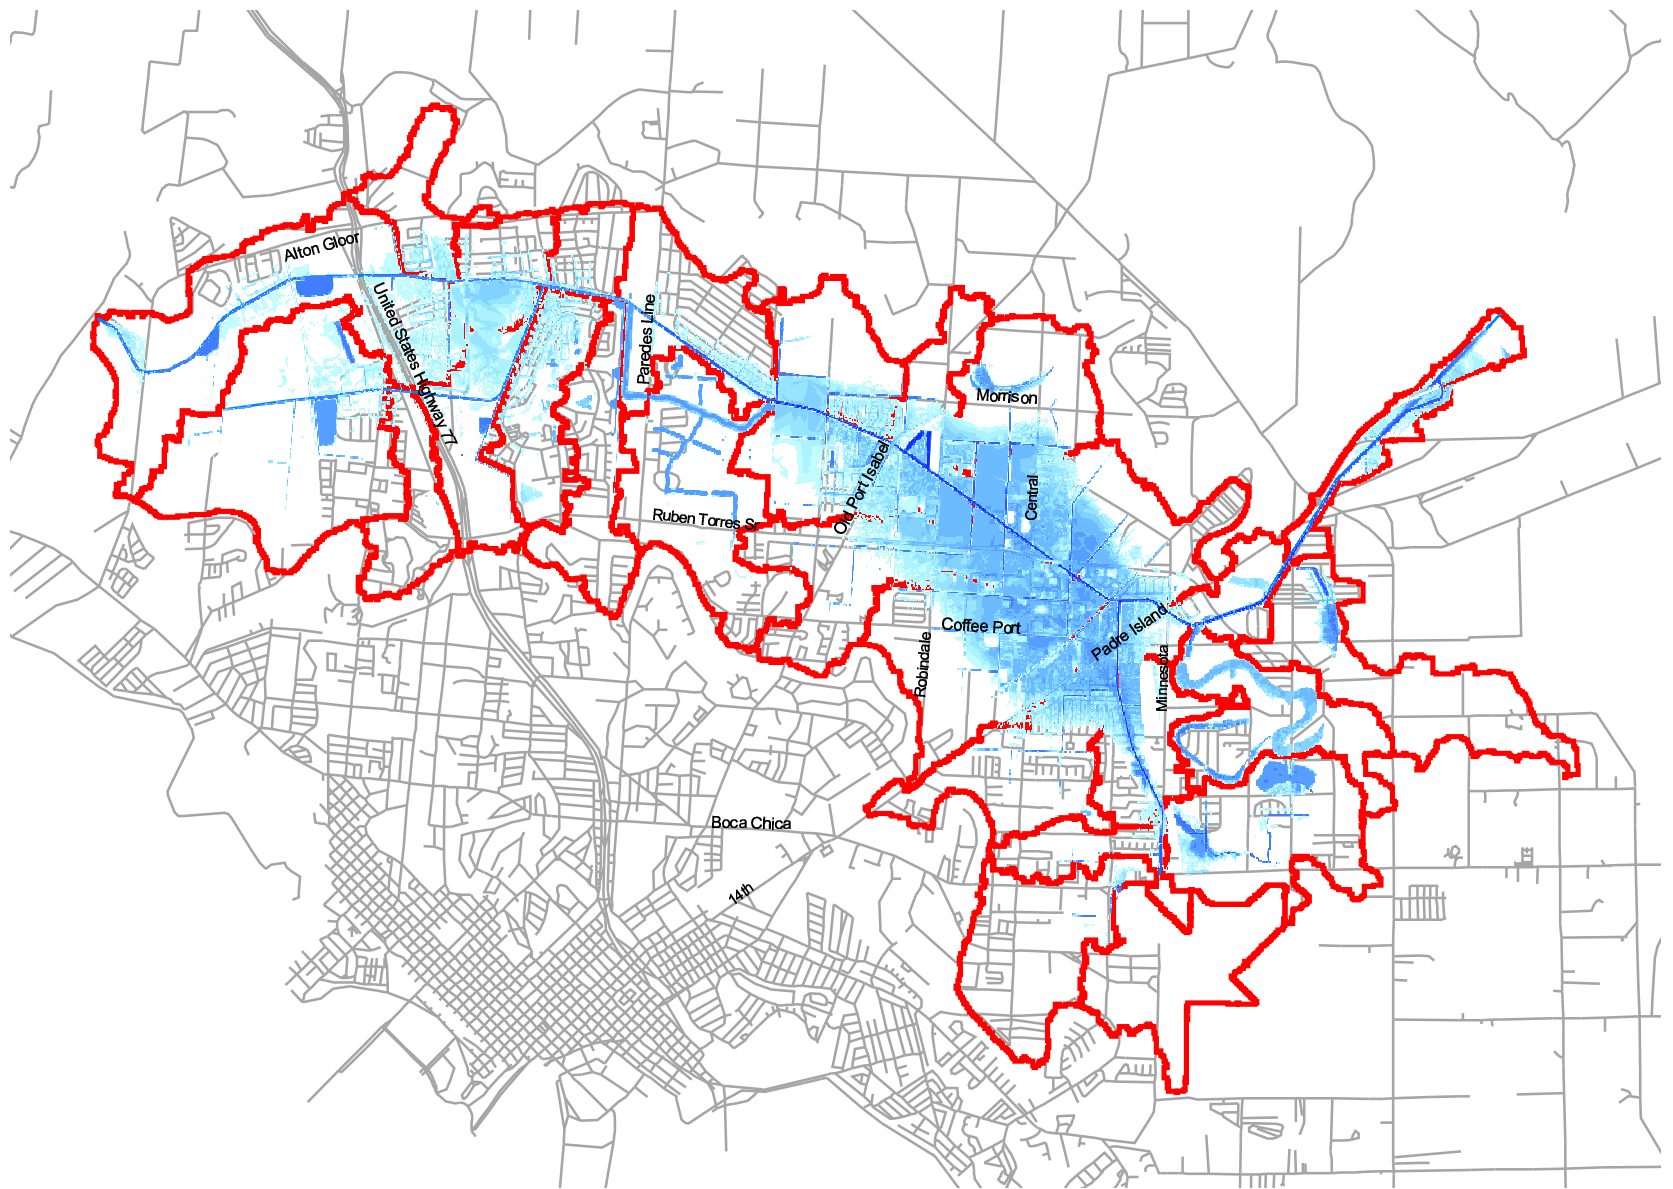 Alton Gloor
United States Highway 77
Paredes Line
Morrison
Old Port Isabel
Central
Ruben Torres Sr
Coffee Port
Padre Island
Robindale
Minnesota
Boca Chica
14th